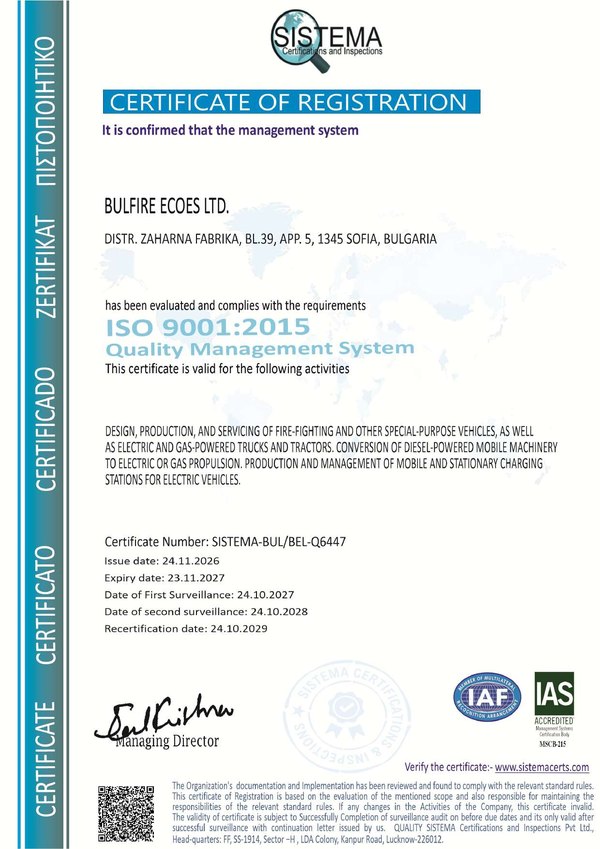 SISTEMA
Certifications and Inspections
CERTIFICATE OF REGISTRATION
It is confirmed that the management system
BULFIRE ECOES LTD.
DISTR. ZAHARNA FABRIKA, BL.39, APP. 5, 1345 SOFIA, BULGARIA
has been evaluated and complies with the requirements
ISO 9001:2015
Quality Management System
This certificate is valid for the following activities
DESIGN, PRODUCTION, AND SERVICING OF FIRE-FIGHTING AND OTHER SPECIAL-PURPOSE VEHICLES, AS WELL
AS ELECTRIC AND GAS-POWERED TRUCKS AND TRACTORS. CONVERSION OF DIESEL-POWERED MOBILE MACHINERY
TO ELECTRIC OR GAS PROPULSION. PRODUCTION AND MANAGEMENT OF MOBILE AND STATIONARY CHARGING
STATIONS FOR ELECTRIC VEHICLES.
Certificate Number: SISTEMA-BUL/BEL-Q6447
Issue date: 24.11.2026
Expiry date: 23.11.2027
Date of First Surveillance: 24.10.2027
Date of second surveillance: 24.10.2028
Recertification date: 24.10.2029
Managing Director
SISTEMA CERTIFICATIONS & INSPECTIONS
MEMBER OF MULTILATERAL
IAF
RECOGNITION ARRANGEMENT
IAS
ACCREDITED
Management Systems
Certification Body
MSCB-215
Verify the certificate:- www.sistemacerts.com
The Organization's documentation and Implementation has been reviewed and found to comply with the relevant standard rules.
This certificate of Registration is based on the evaluation of the mentioned scope and also responsible for maintaining the
responsibilities of the relevant standard rules. If any changes in the Activities of the Company, this certificate invalid.
The validity of certificate is subject to Successfully Completion of surveillance audit on before due dates and its only valid after
successful surveillance with continuation letter issued by us. QUALITY SISTEMA Certifications and Inspections Pvt Ltd.,
Head-quarters: FF, SS-1914, Sector -H , LDA Colony, Kanpur Road, Lucknow-226012.
CERTIFICATE CERTIFICATO CERTIFICADO ZERTIFIKAT ΠΙΣΤΟΠΟΙΗΤΙΚΟ